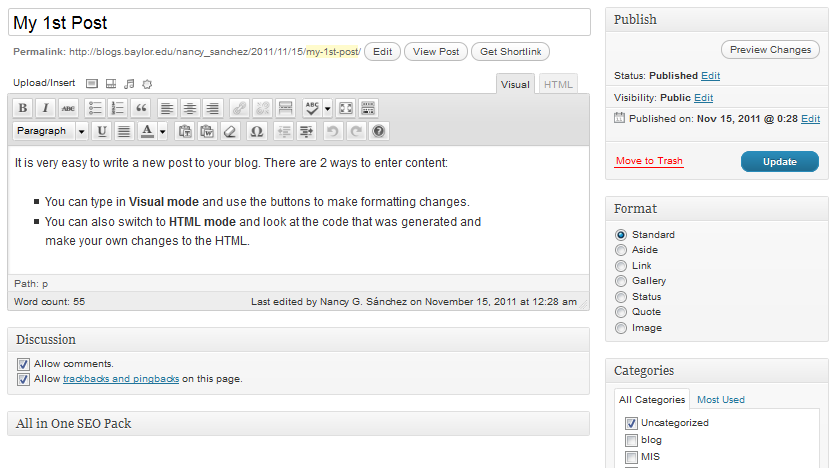 My 1st Post
Permalink: http://blogs.baylor.edu/nancy_sanchez/2011/11/15/my-1st-post/ Edit View Post Get Shortlink
Upload/Insert Visual HTML
B I ABC ABC
Paragraph U A T W Ω ?
It is very easy to write a new post to your blog. There are 2 ways to enter content:
You can type in Visual mode and use the buttons to make formatting changes.
You can also switch to HTML mode and look at the code that was generated and
make your own changes to the HTML.
Path: p
Word count: 55 Last edited by Nancy G. Sánchez on November 15, 2011 at 12:28 am
Discussion
Allow comments.
Allow trackbacks and pingbacks on this page.
All in One SEO Pack
Publish
Preview Changes
Status: Published Edit
Visibility: Public Edit
Published on: Nov 15, 2011 @ 0:28 Edit
Move to Trash Update
Format
Standard
Aside
Link
Gallery
Status
Quote
Image
Categories
All Categories Most Used
Uncategorized
blog
MIS